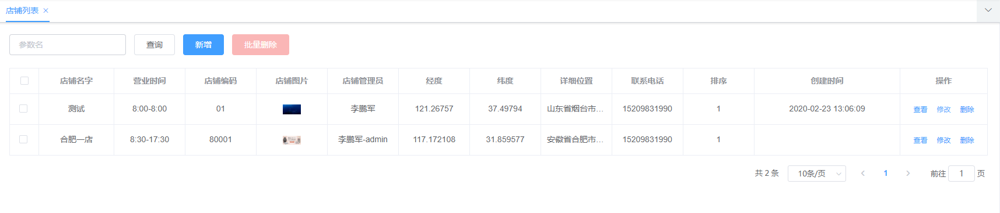 店铺列表
参数名 查询 新增 批量删除
店铺名字 营业时间 店铺编码 店铺图片 店铺管理员 经度 纬度 详细位置 联系电话 排序 创建时间 操作
测试 8:00-8:00 01 李鹏军 121.26757 37.49794 山东省烟台市... 15209831990 1 2020-02-23 13:06:09 查看 修改 删除
合肥一店 8:30-17:30 80001 李鹏军-admin 117.172108 31.859577 安徽省合肥市... 15209831990 1 查看 修改 删除
共 2 条 10条/页 1 前往 1 页